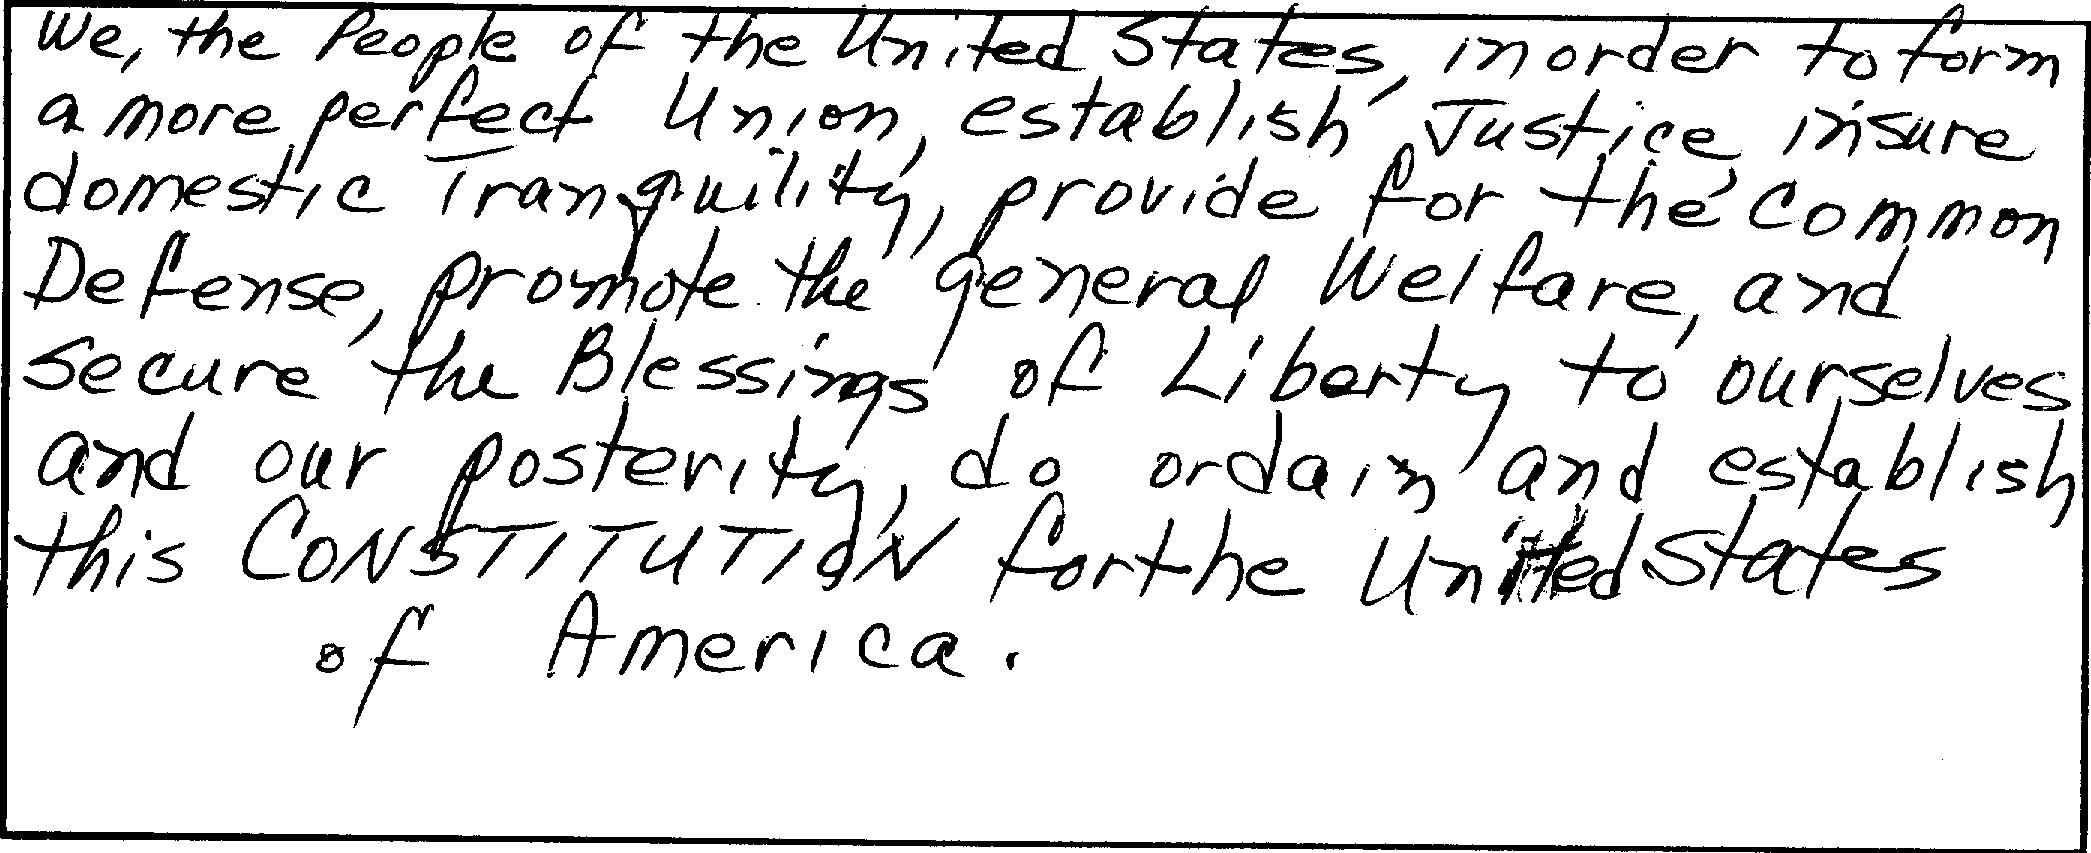 We, the People of the United States, in order to form
a more perfect Union, establish Justice, insure
domestic Tranquility, provide for the common
Defense, promote the general Welfare, and
secure the Blessings of Liberty to ourselves
and our posterity, do ordain and establish
this CONSTITUTION for the United States
of America.